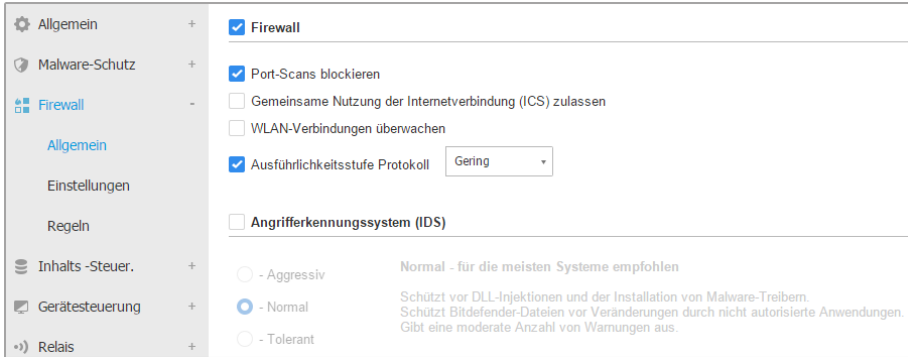 Allgemein +
Malware-Schutz +
Firewall -
Allgemein
Einstellungen
Regeln
Inhalts -Steuer. +
Gerätesteuerung +
Relais +
Firewall
Port-Scans blockieren
Gemeinsame Nutzung der Internetverbindung (ICS) zulassen
WLAN-Verbindungen überwachen
Ausführlichkeitsstufe Protokoll Gering
Angrifferkennungssystem (IDS)
- Aggressiv
- Normal
- Tolerant
Normal - für die meisten Systeme empfohlen
Schützt vor DLL-Injektionen und der Installation von Malware-Treibern.
Schützt Bitdefender-Dateien vor Veränderungen durch nicht autorisierte Anwendungen.
Gibt eine moderate Anzahl von Warnungen aus.